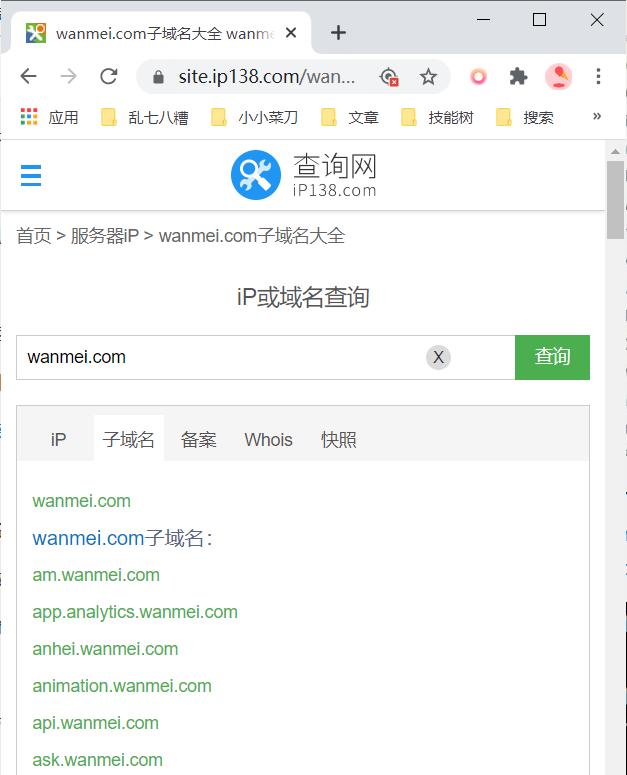 wanmei.com子域名大全 wanme
site.ip138.com/wan...
应用 乱七八糟 小小菜刀 文章 技能树 搜索 »
查询网
iP138.com
首页 > 服务器iP > wanmei.com子域名大全
iP或域名查询
wanmei.com X 查询
iP 子域名 备案 Whois 快照
wanmei.com
wanmei.com子域名：
am.wanmei.com
app.analytics.wanmei.com
anhei.wanmei.com
animation.wanmei.com
api.wanmei.com
ask.wanmei.com